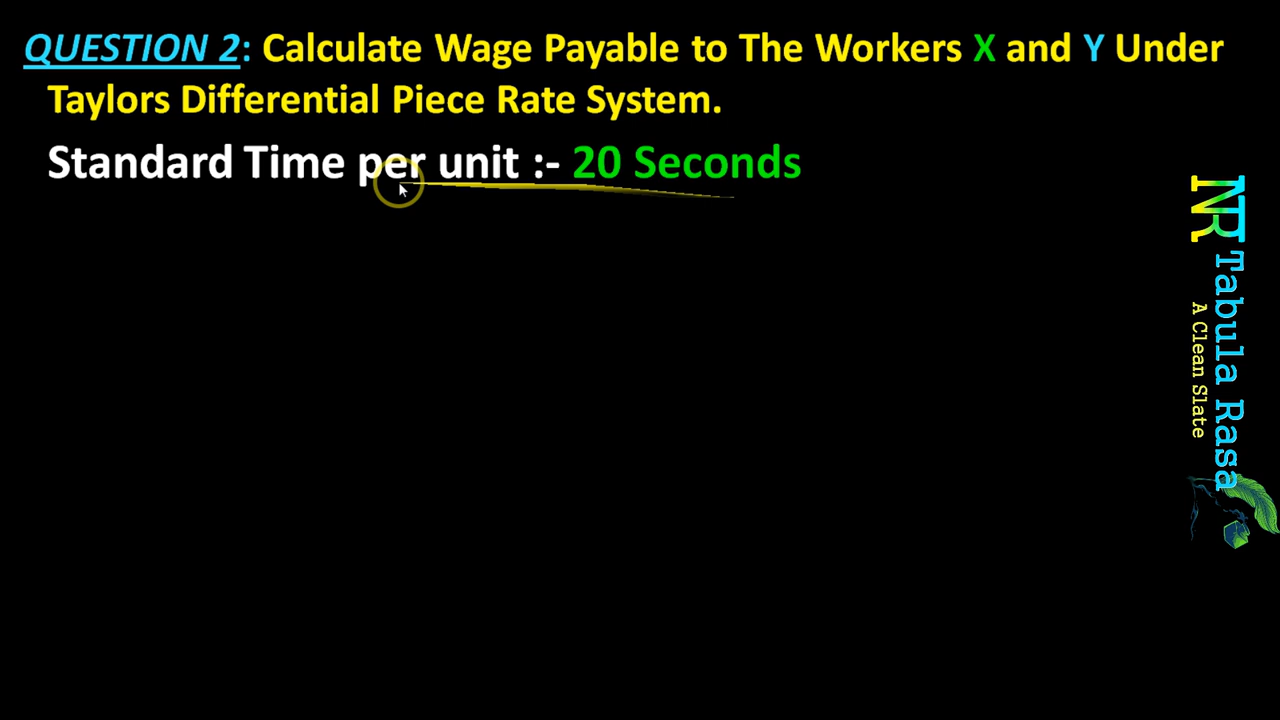 QUESTION 2: Calculate Wage Payable to The Workers X and Y Under
Taylors Differential Piece Rate System.
Standard Time per unit :- 20 Seconds
NR
Tabula Rasa
A Clean Slate